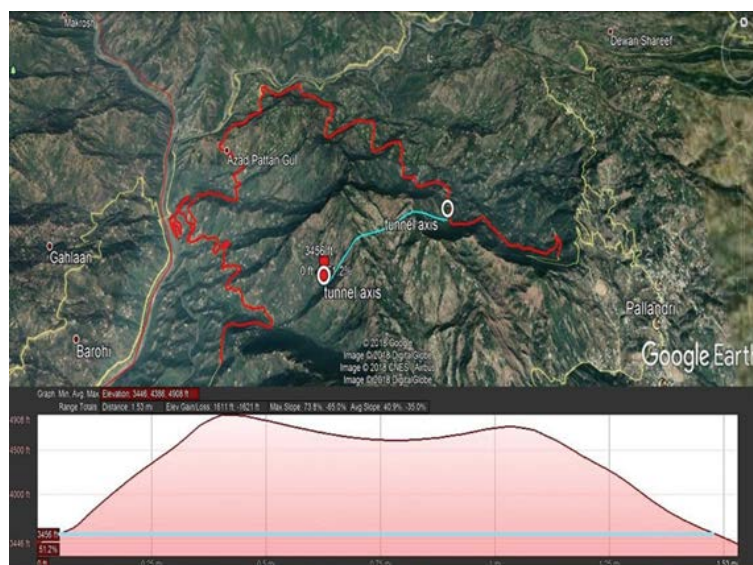 Makrosh
Dewan Shareef
Azad Pattan Gul
tunnel axis
Gahlaan
3456 ft
0 ft
tunnel axis
Pallandri
Barohi
© 2018 Google
Image © 2018 DigitalGlobe
Image © 2018 CNES / Airbus
Image © 2018 DigitalGlobe
Google Earth
Graph: Min, Avg, Max Elevation: 3446, 4386, 4908 ft
Range Totals: Distance: 1.53 mi Elev Gain/Loss: 1611 ft, -1621 ft Max Slope: 73.8%, -65.0% Avg Slope: 40.9%, -35.0%
4908 ft
4500 ft
4000 ft
3456 ft
3446 ft
51.2%
0 ft 0.25 mi 0.5 mi 0.75 mi 1 mi 1.25 mi 1.53 mi